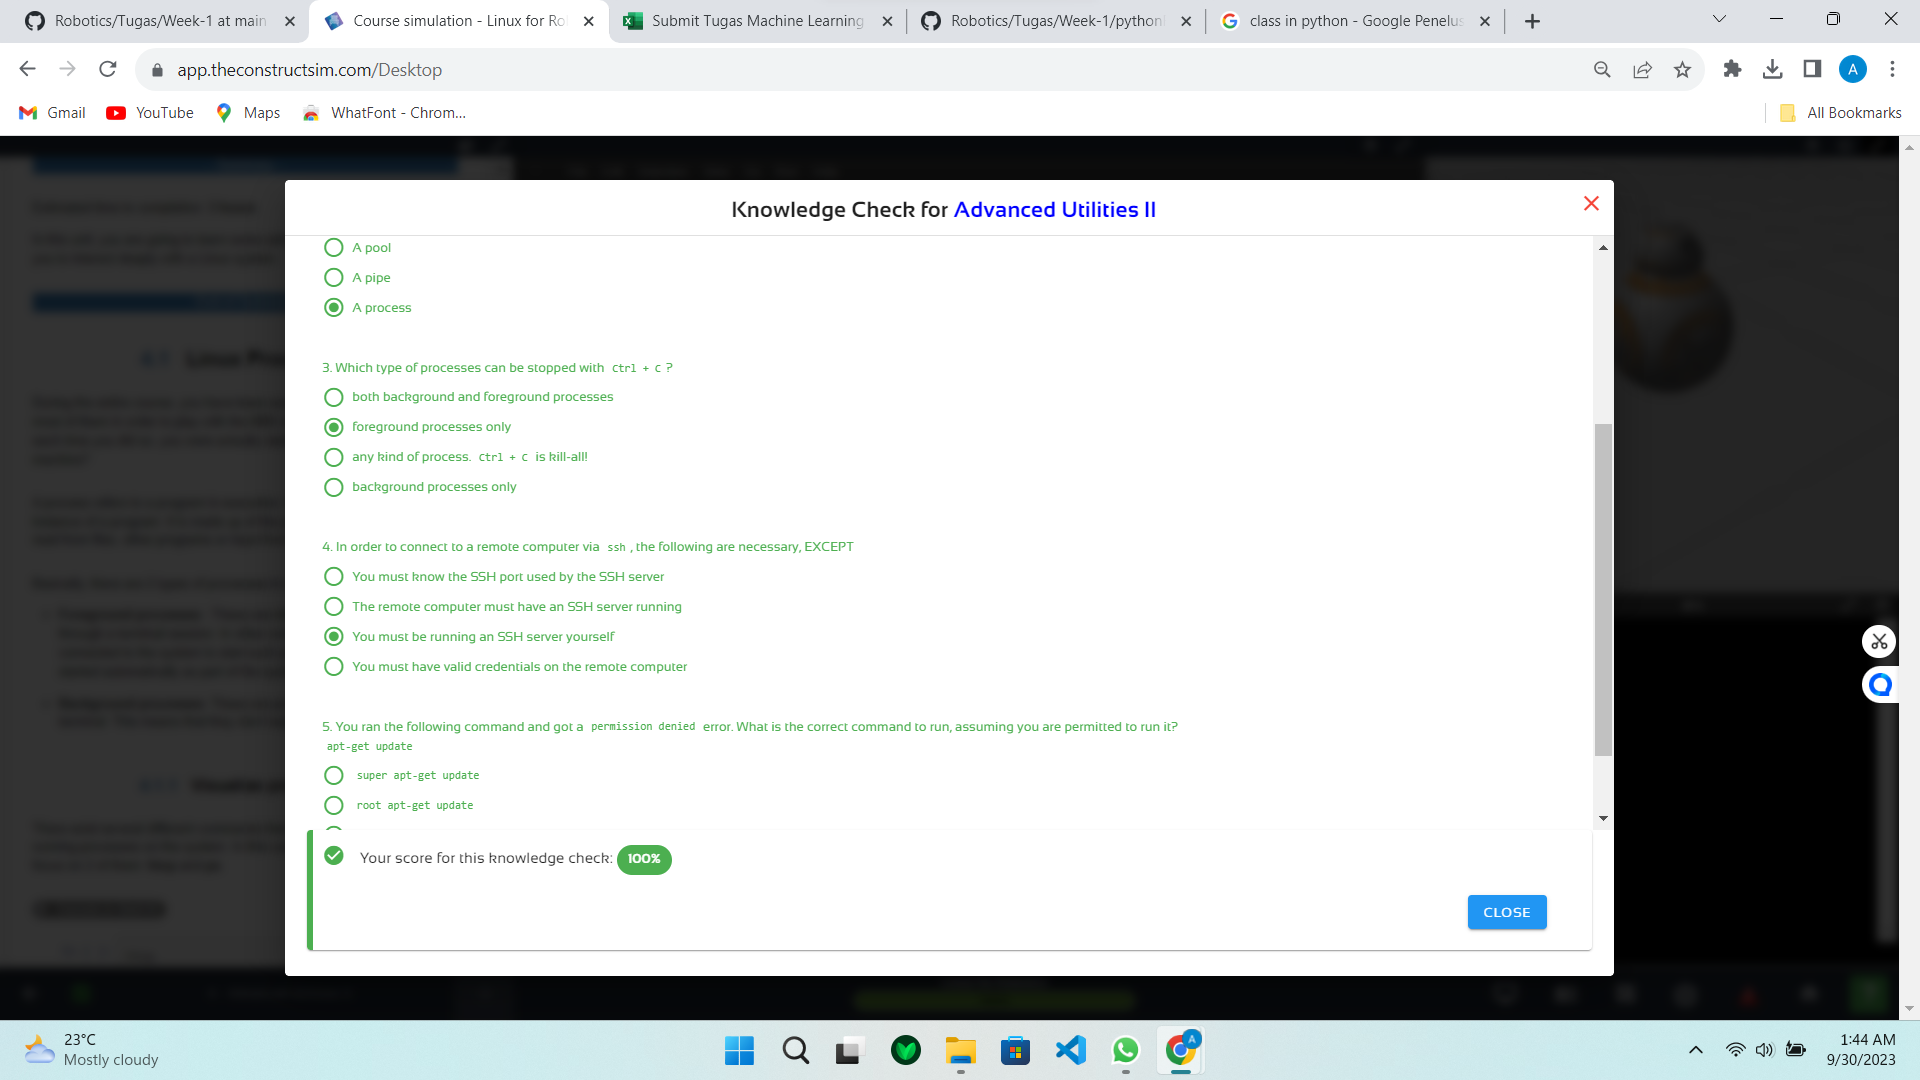 Robotics/Tugas/Week-1 at main
Course simulation - Linux for Ro
Submit Tugas Machine Learning
Robotics/Tugas/Week-1/python
class in python - Google Penelus
app.theconstructsim.com/Desktop
A
Gmail
YouTube
Maps
WhatFont - Chrom...
All Bookmarks
Knowledge Check for Advanced Utilities II
A pool
A pipe
A process
3. Which type of processes can be stopped with ctrl + c ?
both background and foreground processes
foreground processes only
any kind of process. ctrl + c is kill-all!
background processes only
4. In order to connect to a remote computer via ssh , the following are necessary, EXCEPT
You must know the SSH port used by the SSH server
The remote computer must have an SSH server running
You must be running an SSH server yourself
You must have valid credentials on the remote computer
5. You ran the following command and got a permission denied error. What is the correct command to run, assuming you are permitted to run it?
apt-get update
super apt-get update
root apt-get update
Your score for this knowledge check: 100%
CLOSE
23°C
Mostly cloudy
A
1:44 AM
9/30/2023